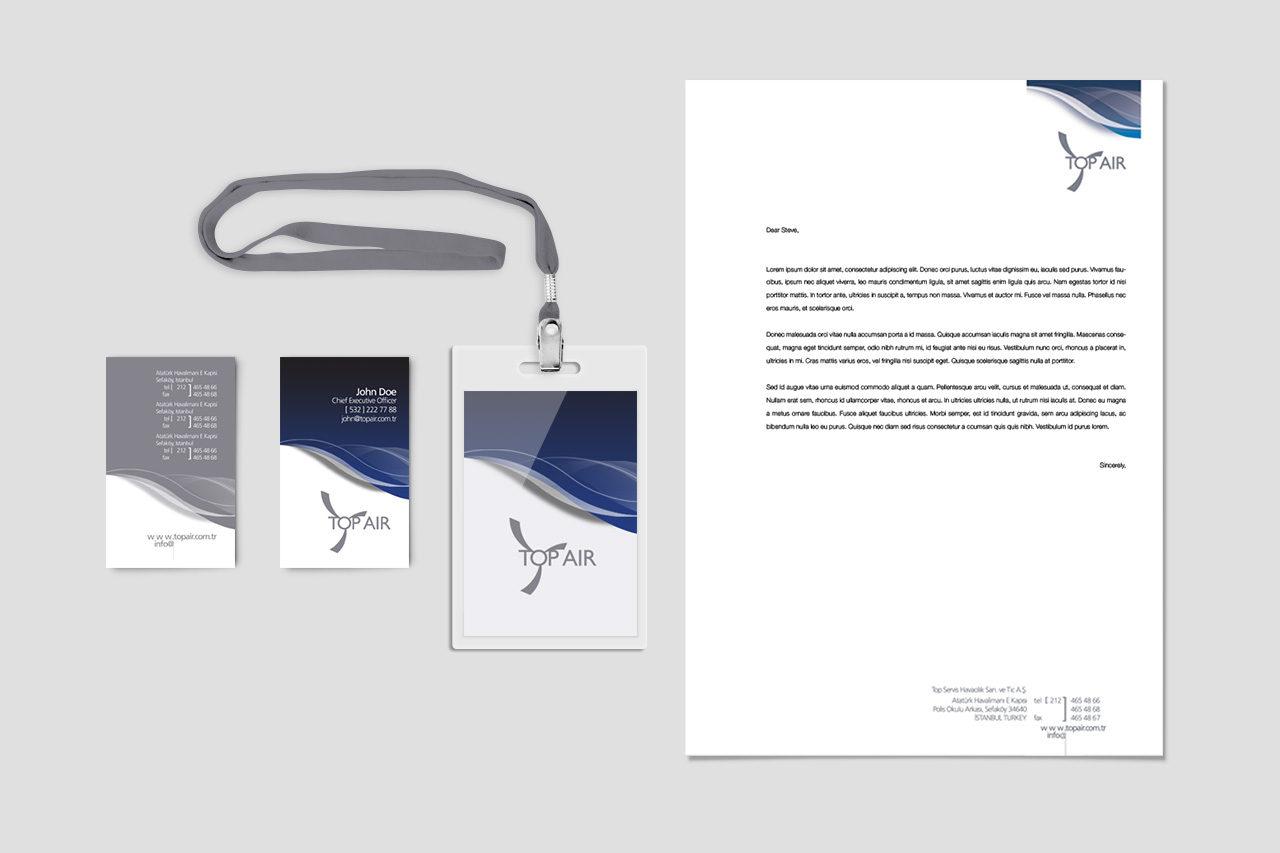 Atatürk Havalimanı E Kapısı
Sefaköy, İstanbul
tel [ 212 ] 465 48 66
fax 465 48 68
Atatürk Havalimanı E Kapısı
Sefaköy, İstanbul
tel [ 212 ] 465 48 66
fax 465 48 68
Atatürk Havalimanı E Kapısı
Sefaköy, İstanbul
tel [ 212 ] 465 48 66
fax 465 48 68
w w w.topair.com.tr
info@
John Doe
Chief Executive Officer
[ 532 ] 222 77 88
john@topair.com.tr
TOP AIR
TOP AIR
TOP AIR
Dear Steve,
Lorem ipsum dolor sit amet, consectetur adipiscing elit. Donec orci purus, luctus vitae dignissim eu, iaculis sed purus. Vivamus fau-
cibus, ipsum nec aliquet viverra, leo mauris condimentum ligula, sit amet sagittis enim ligula quis arcu. Nam egestas tortor id nisi
porttitor mattis. In tortor ante, ultricies in suscipit a, tempus non massa. Vivamus et auctor mi. Fusce vel massa nulla. Phasellus nec
eros mauris, et scelerisque orci.
Donec malesuada orci vitae nulla accumsan porta a id massa. Quisque accumsan iaculis magna sit amet fringilla. Maecenas conse-
quat, magna eget tincidunt semper, odio nibh rutrum mi, id feugiat ante nisi eu risus. Vestibulum nunc orci, rhoncus a placerat in,
ultricies in mi. Cras mattis varius eros, vel fringilla nisi suscipit eget. Quisque scelerisque sagittis nulla at porttitor.
Sed id augue vitae urna euismod commodo aliquet a quam. Pellentesque arcu velit, cursus et malesuada ut, consequat et diam.
Nullam erat sem, rhoncus id ullamcorper vitae, rhoncus et arcu. In ultricies ultricies nulla, ut rutrum nisi iaculis at. Donec eu magna
a metus ornare faucibus. Fusce aliquet faucibus ultricies. Morbi semper, est id tincidunt gravida, sem arcu adipiscing lacus, ac
bibendum nulla leo eu purus. Quisque nec diam sed risus consectetur a ccumsan quis quis nibh. Vestibulum id purus lorem.
Sincerely,
Top Servis Havacılık San. ve Tic A.Ş.
Atatürk Havalimanı E Kapısı tel [ 212 ] 465 48 66
Polis Okulu Arkası, Sefaköy 34640 465 48 68
İSTANBUL TURKEY fax 465 48 67
w w w.topair.com.tr
info@